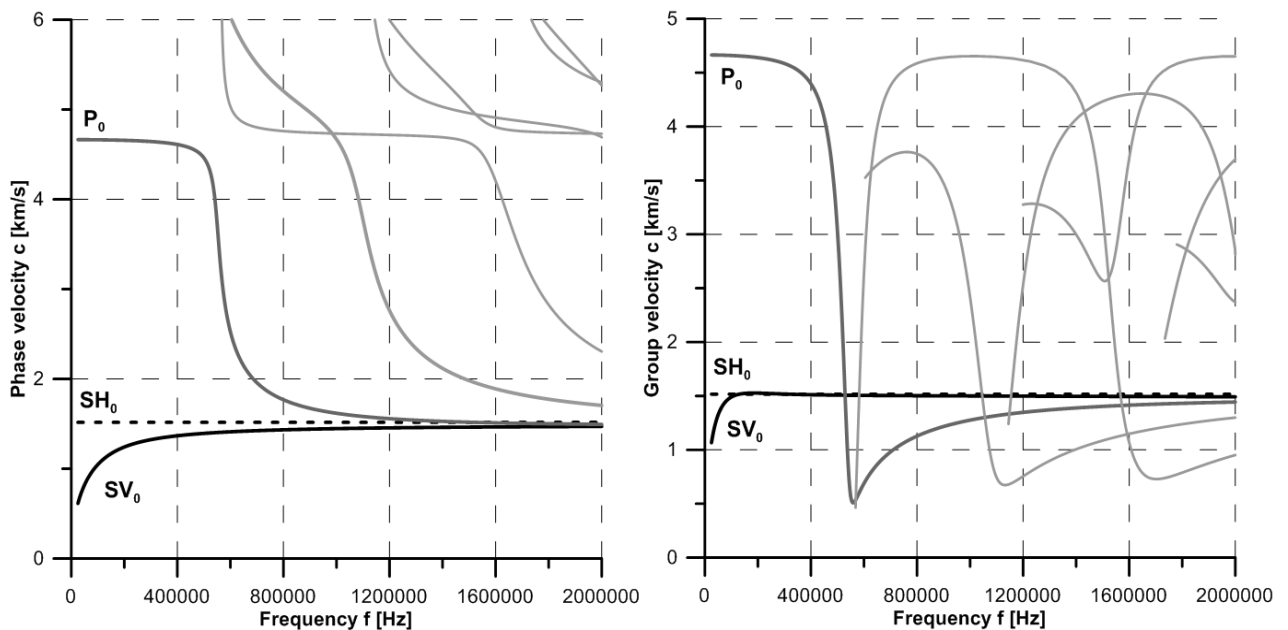 6
4
2
0
Phase velocity c [km/s]
P0
SH0
SV0
0 400000 800000 1200000 1600000 2000000
Frequency f [Hz]
5
4
3
2
1
0
Group velocity c [km/s]
P0
SH0
SV0
0 400000 800000 1200000 1600000 2000000
Frequency f [Hz]